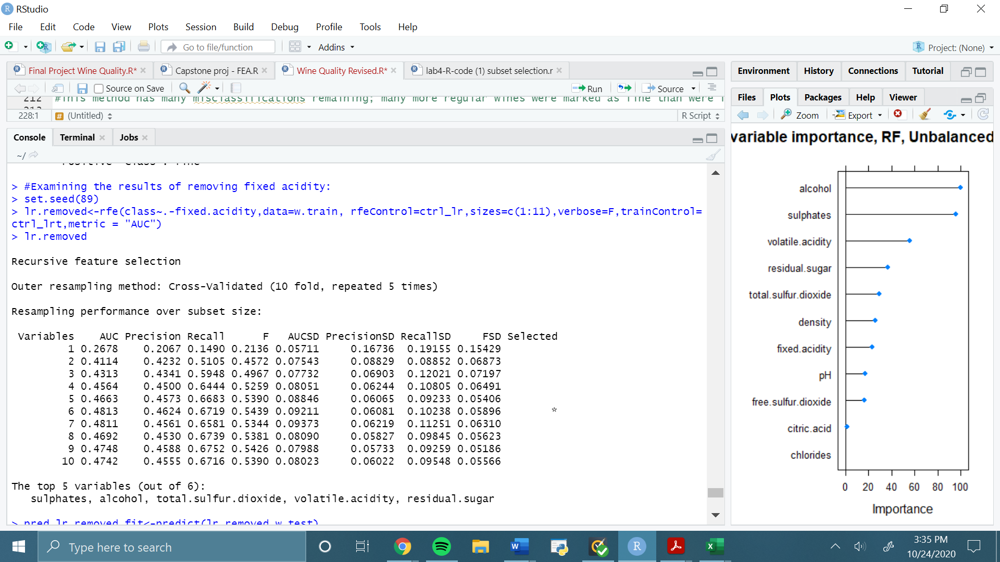 RStudio
File Edit Code View Plots Session Build Debug Profile Tools Help
Go to file/function Addins Project: (None)
Final Project Wine Quality.R* Capstone proj - FEA.R Wine Quality Revised.R* lab4-R-code (1) subset selection.r
Source on Save Run Source
212 #This method has many misclassifications remaining; many more regular wines were marked as fine than were
213
228:1 (Untitled) R Script
Console Terminal Jobs
~/
'Positive' Class : Fine
> #Examining the results of removing fixed acidity:
> set.seed(89)
> lr.removed<-rfe(class~.-fixed.acidity,data=w.train, rfeControl=ctrl_lr,sizes=c(1:11),verbose=F,trainControl=
ctrl_lrt,metric = "AUC")
> lr.removed
Recursive feature selection
Outer resampling method: Cross-Validated (10 fold, repeated 5 times)
Resampling performance over subset size:
Variables AUC Precision Recall F AUCSD PrecisionSD RecallSD FSD Selected
1 0.2678 0.2067 0.1490 0.2136 0.05711 0.16736 0.19155 0.15429
2 0.4114 0.4232 0.5105 0.4572 0.07543 0.08829 0.08852 0.06873
3 0.4313 0.4341 0.5948 0.4967 0.07732 0.06903 0.12021 0.07197
4 0.4564 0.4500 0.6444 0.5259 0.08051 0.06244 0.10805 0.06491
5 0.4663 0.4573 0.6683 0.5390 0.08846 0.06065 0.09233 0.05406
6 0.4813 0.4624 0.6719 0.5439 0.09211 0.06081 0.10238 0.05896 *
7 0.4811 0.4561 0.6581 0.5344 0.09373 0.06219 0.11251 0.06310
8 0.4692 0.4530 0.6739 0.5381 0.08090 0.05827 0.09845 0.05623
9 0.4748 0.4588 0.6752 0.5426 0.07988 0.05733 0.09259 0.05186
10 0.4742 0.4555 0.6716 0.5390 0.08023 0.06022 0.09548 0.05566
The top 5 variables (out of 6):
sulphates, alcohol, total.sulfur.dioxide, volatile.acidity, residual.sugar
> pred_lr_removed_fit<-predict(lr.removed,w.test)
Environment History Connections Tutorial
Files Plots Packages Help Viewer
Zoom Export
variable importance, RF, Unbalanced
alcohol
sulphates
volatile.acidity
residual.sugar
total.sulfur.dioxide
density
fixed.acidity
pH
free.sulfur.dioxide
citric.acid
chlorides
0 20 40 60 80 100
Importance
Type here to search
3:35 PM
10/24/2020